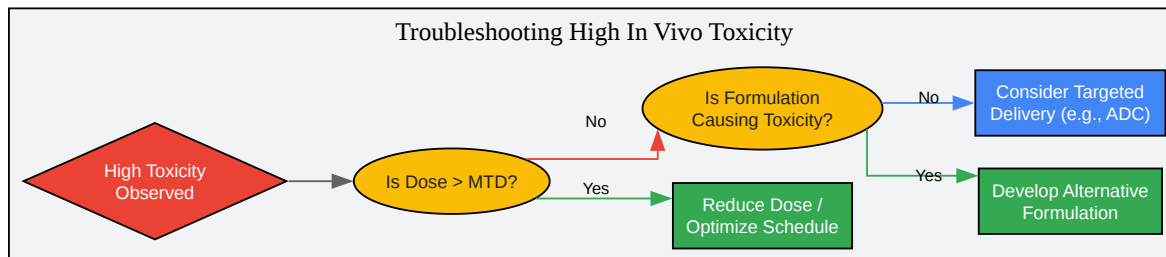 Troubleshooting High In Vivo Toxicity
High Toxicity
Observed
Is Dose > MTD?
No
Yes
Is Formulation
Causing Toxicity?
Reduce Dose /
Optimize Schedule
No
Yes
Consider Targeted
Delivery (e.g., ADC)
Develop Alternative
Formulation